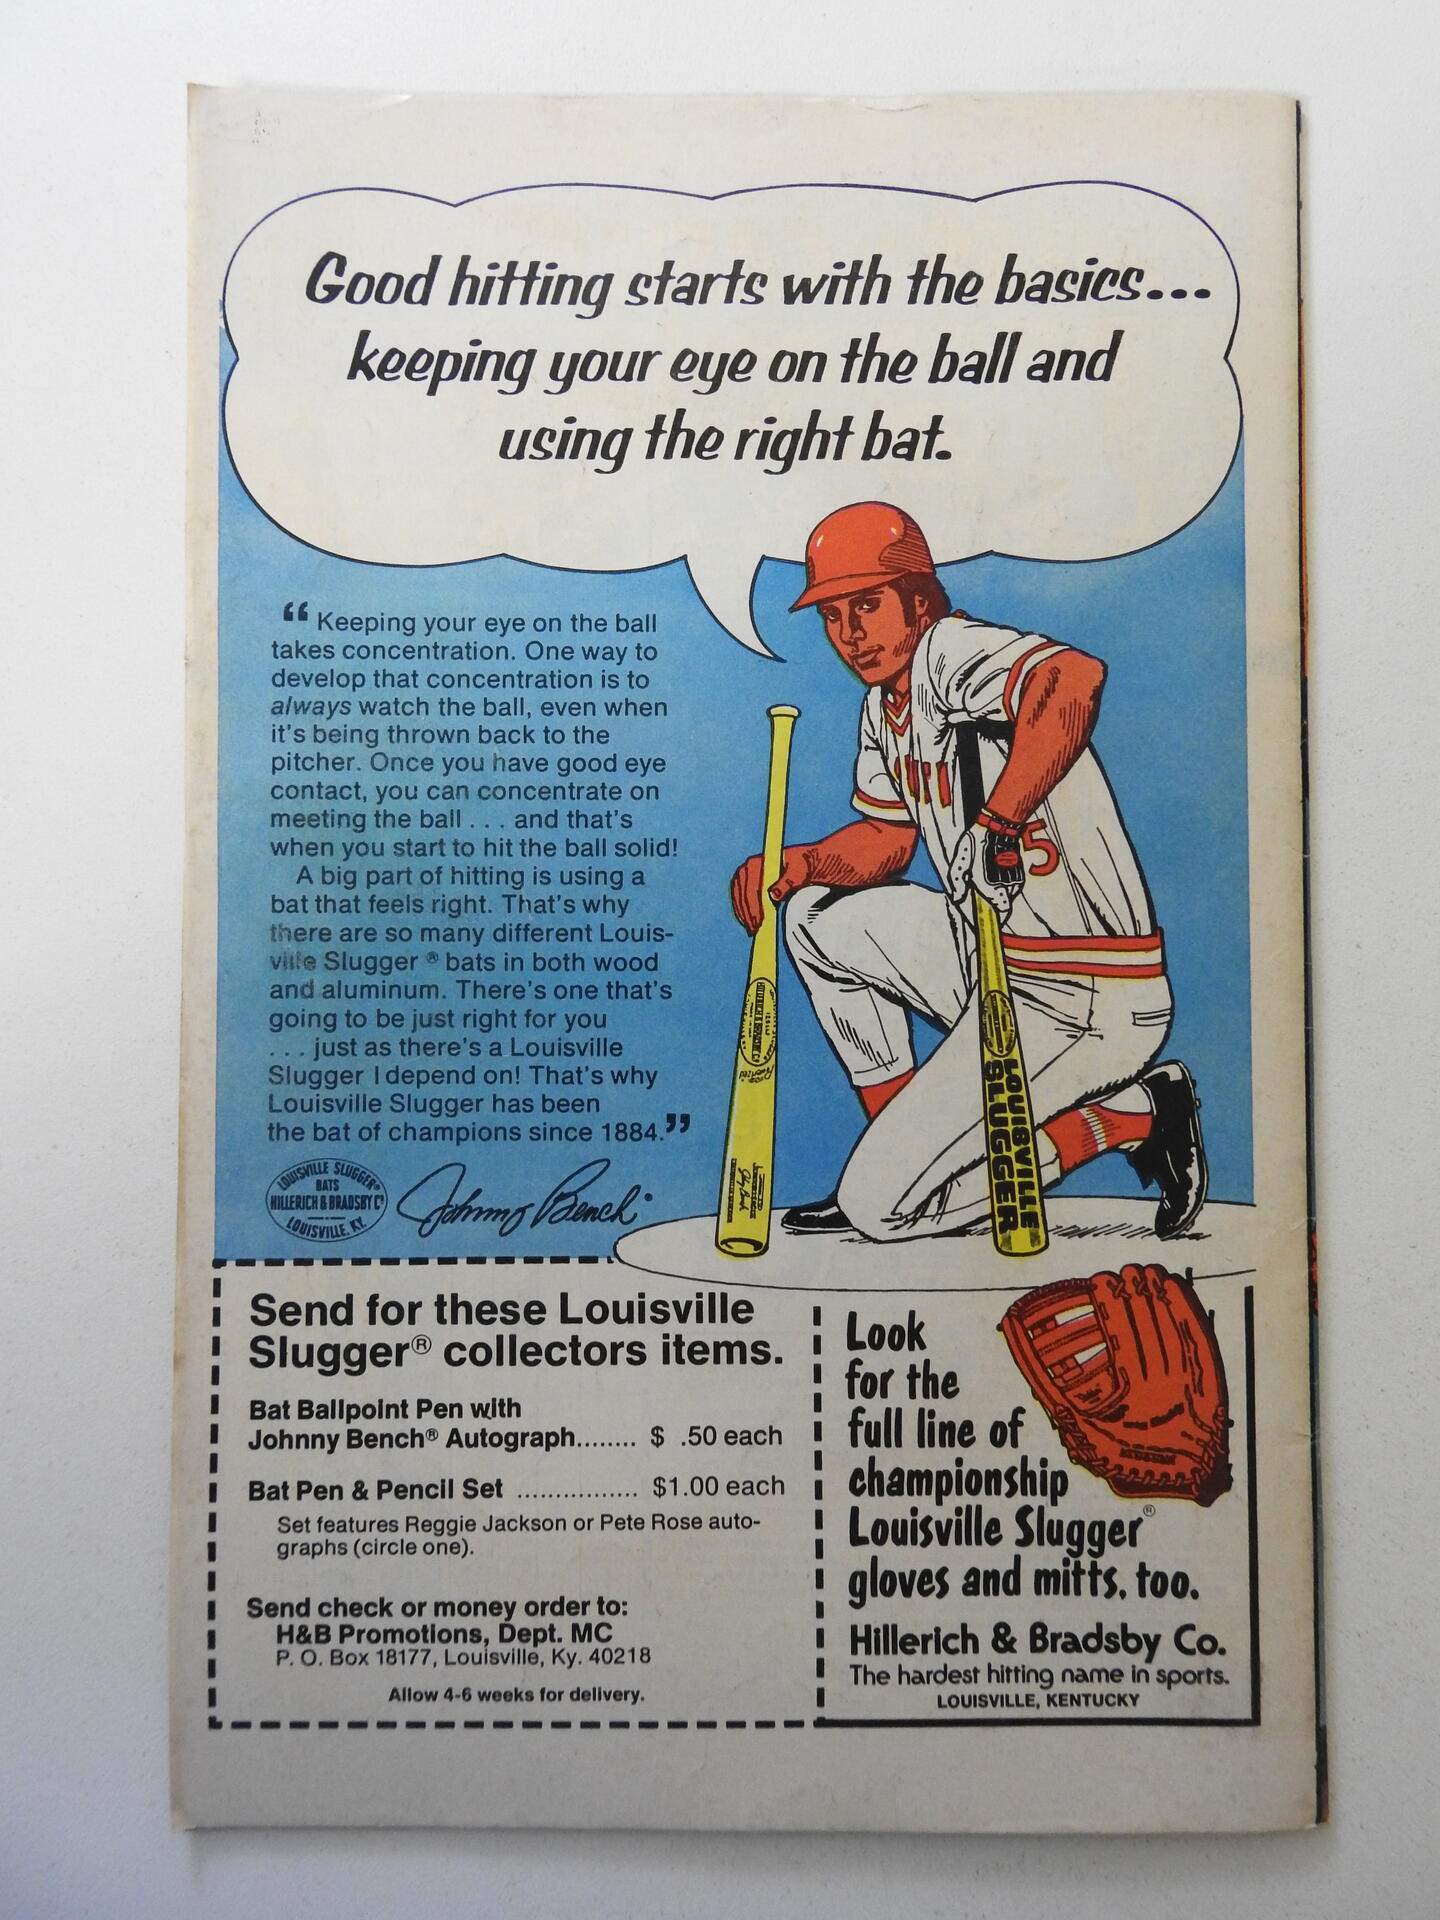 Good hitting starts with the basics...
keeping your eye on the ball and
using the right bat.
“Keeping your eye on the ball
takes concentration. One way to
develop that concentration is to
always watch the ball, even when
it's being thrown back to the
pitcher. Once you have good eye
contact, you can concentrate on
meeting the ball . . . and that's
when you start to hit the ball solid!
A big part of hitting is using a
bat that feels right. That's why
there are so many different Louis-
ville Slugger® bats in both wood
and aluminum. There's one that's
going to be just right for you
. . . just as there's a Louisville
Slugger I depend on! That's why
Louisville Slugger has been
the bat of champions since 1884.”
LOUISVILLE SLUGGER®
BATS
HILLERICH & BRADSBY Cº
LOUISVILLE, KY.
Johnny Bench
5
LOUISVILLE
SLUGGER
Send for these Louisville
Slugger® collectors items.
Bat Ballpoint Pen with
Johnny Bench® Autograph........ $ .50 each
Bat Pen & Pencil Set ................ $1.00 each
Set features Reggie Jackson or Pete Rose auto-
graphs (circle one).
Send check or money order to:
H&B Promotions, Dept. MC
P. O. Box 18177, Louisville, Ky. 40218
Allow 4-6 weeks for delivery.
Look
for the
full line of
championship
Louisville Slugger®
gloves and mitts, too.
Hillerich & Bradsby Co.
The hardest hitting name in sports.
LOUISVILLE, KENTUCKY